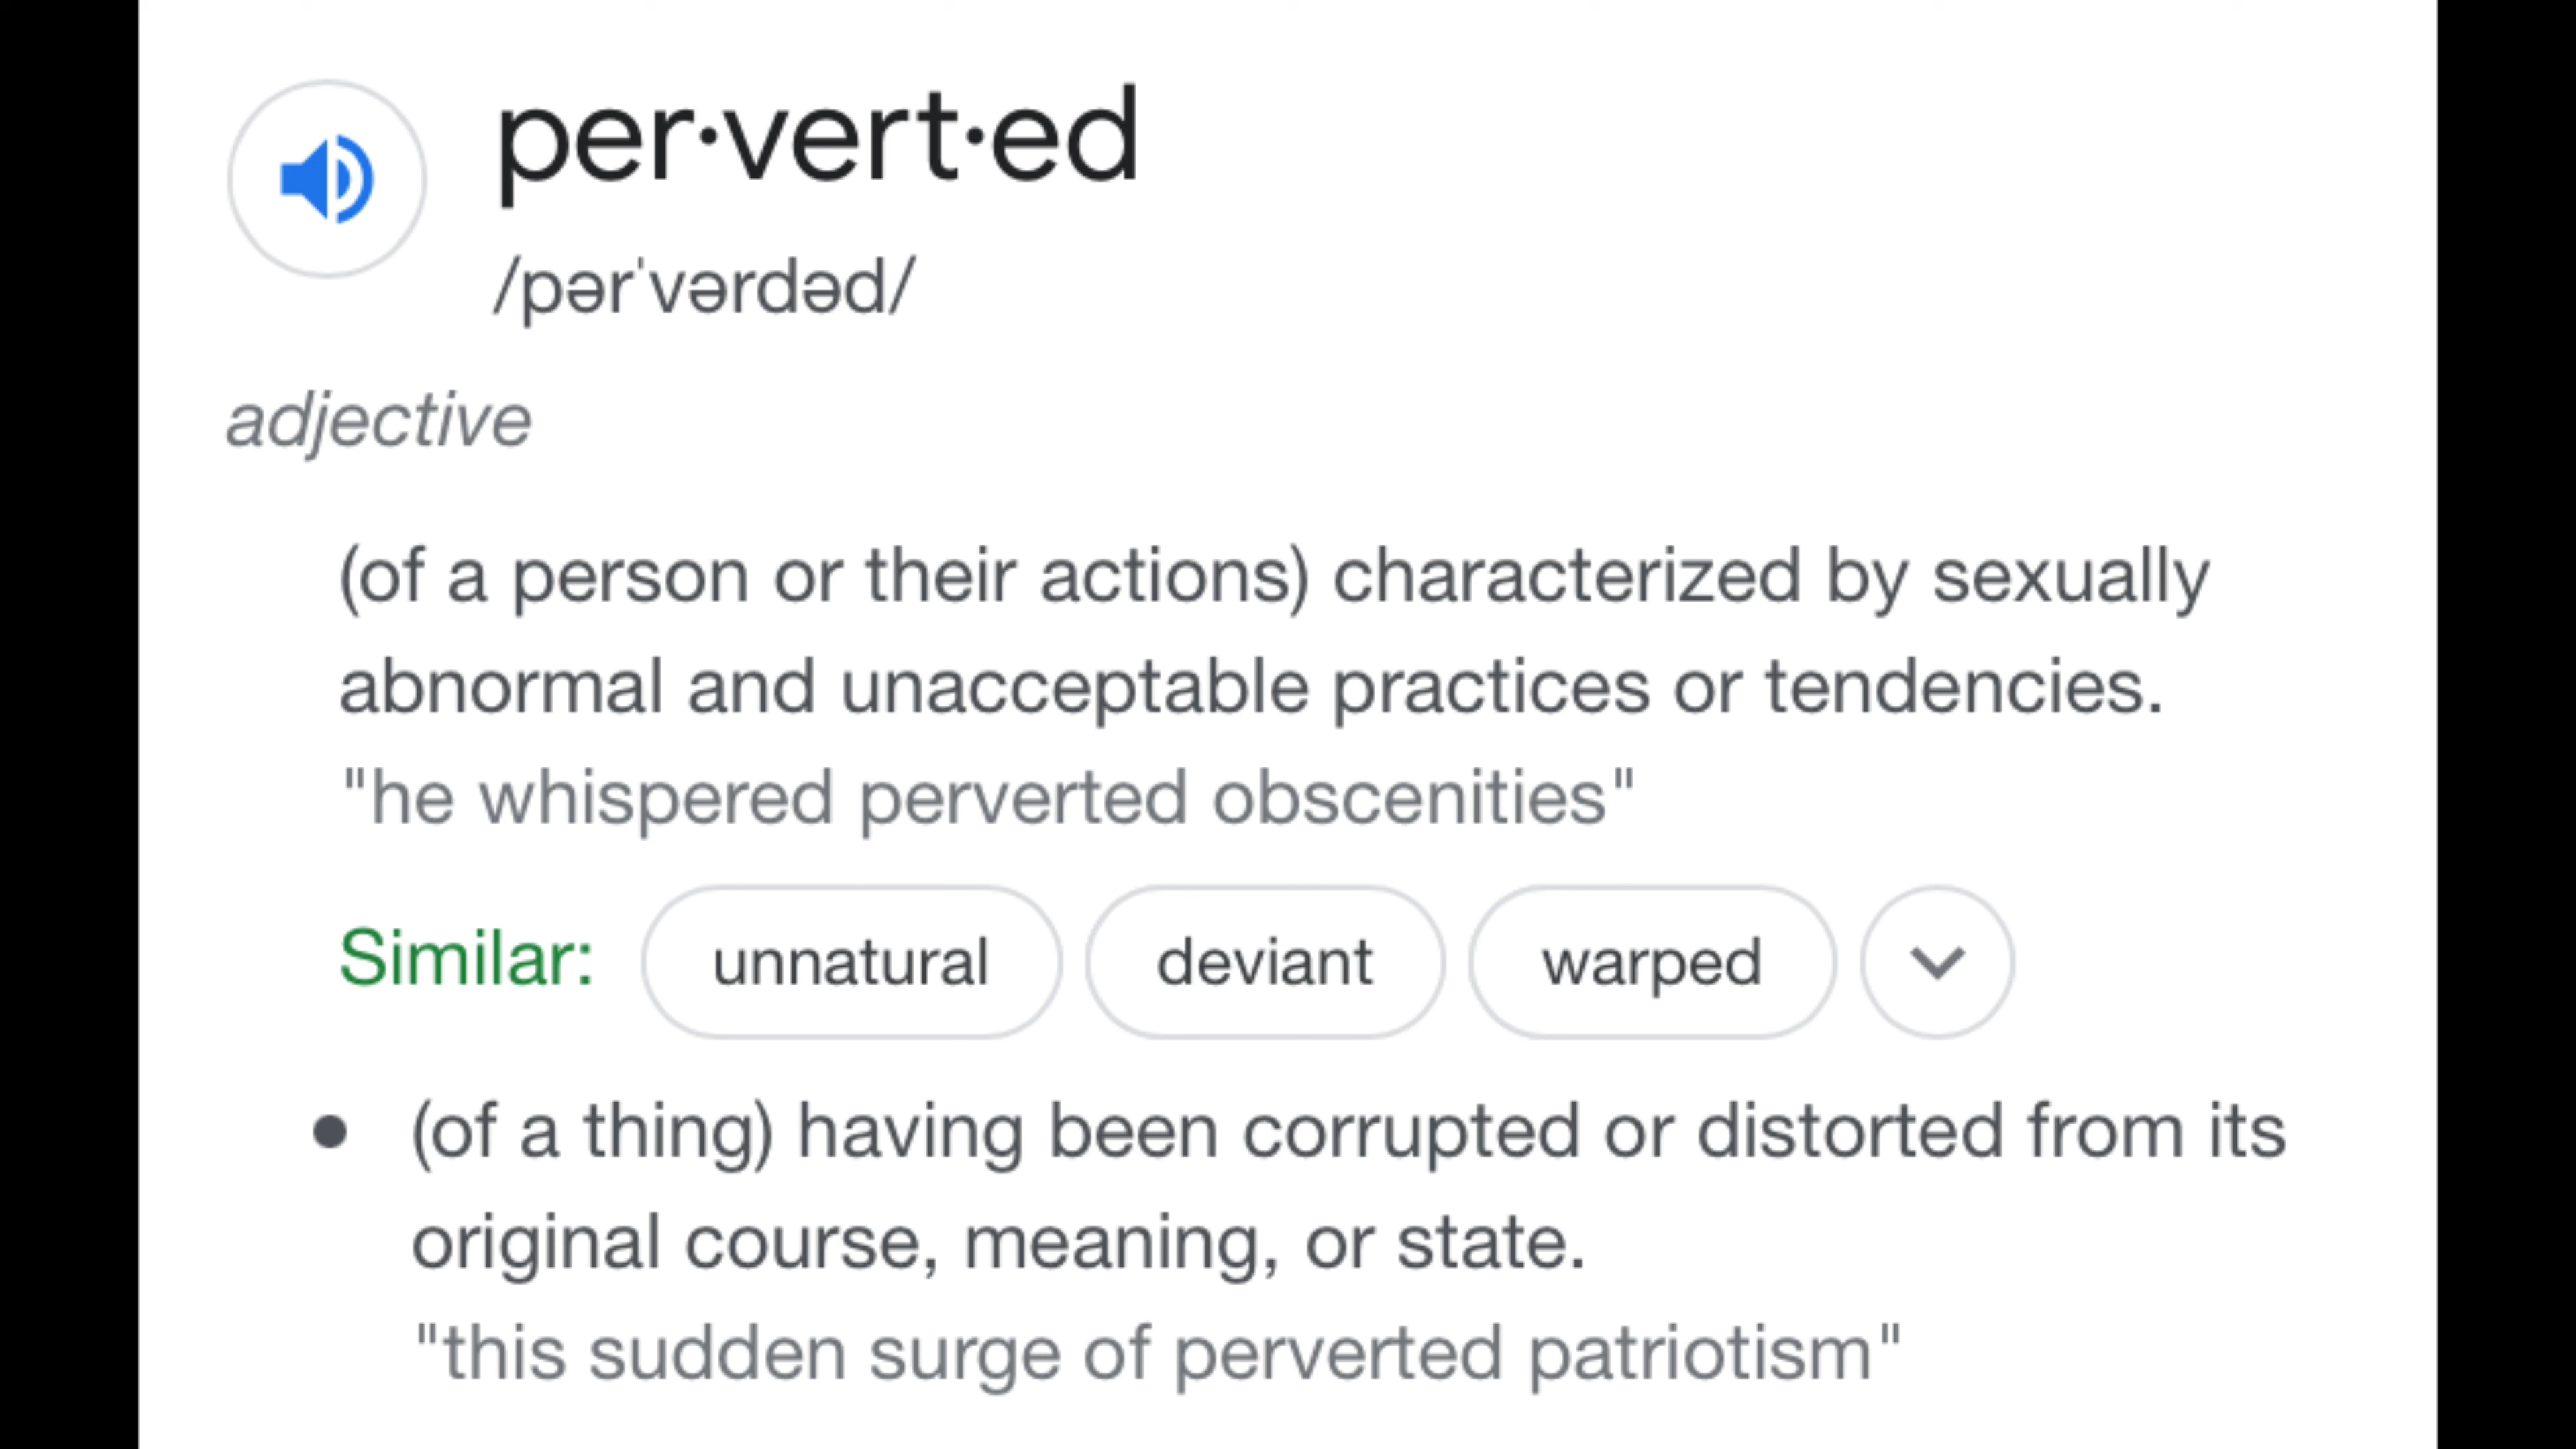 per·vert·ed
/pərˈvərdəd/
adjective
(of a person or their actions) characterized by sexually
abnormal and unacceptable practices or tendencies.
"he whispered perverted obscenities"
Similar: unnatural deviant warped
• (of a thing) having been corrupted or distorted from its
original course, meaning, or state.
"this sudden surge of perverted patriotism"